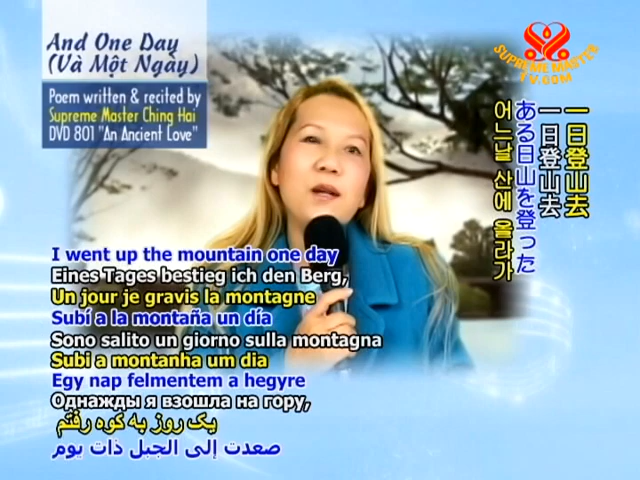 And One Day
(Và Một Ngày)
Poem written & recited by
Supreme Master Ching Hai
DVD 801 "An Ancient Love"
SUPREME MASTER
TV.COM
一日登山去
一日登山去
ある日山を登った
어느날 산에 올라가
I went up the mountain one day
Eines Tages bestieg ich den Berg,
Un jour je gravis la montagne
Subí a la montaña un día
Sono salito un giorno sulla montagna
Subi a montanha um dia
Egy nap felmentem a hegyre
Однажды я взошла на гору,
یک روز به کوه رفتم
صعدت إلى الجبل ذات يوم